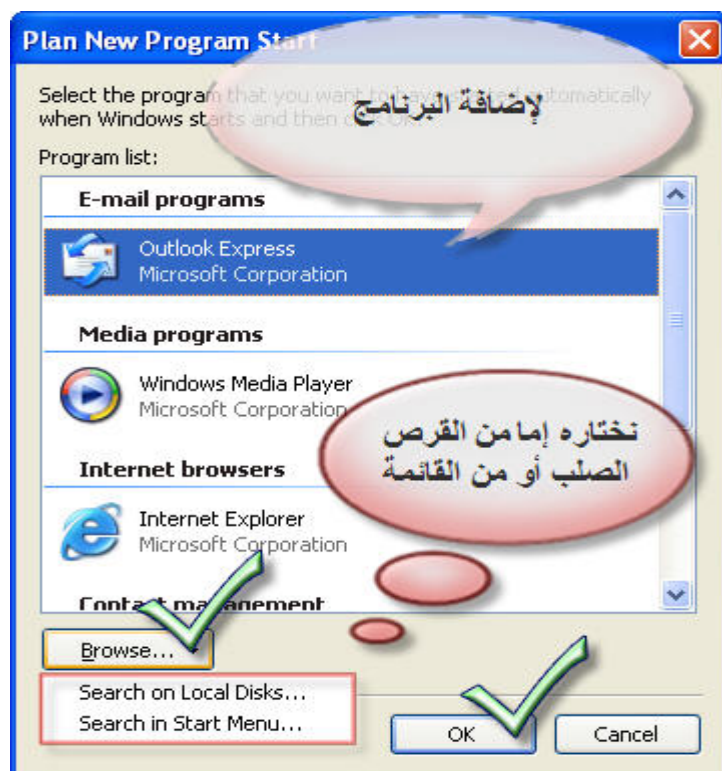 Plan New Program Start
Select the program that you want to have started automatically
when Windows starts and then click OK.
لإضافة البرنامج
Program list:
E-mail programs
Outlook Express
Microsoft Corporation
Media programs
Windows Media Player
Microsoft Corporation
نختاره إما من القرص
الصلب أو من القائمة
Internet browsers
Internet Explorer
Microsoft Corporation
Contact management
Browse...
Search on Local Disks...
Search in Start Menu...
OK
Cancel